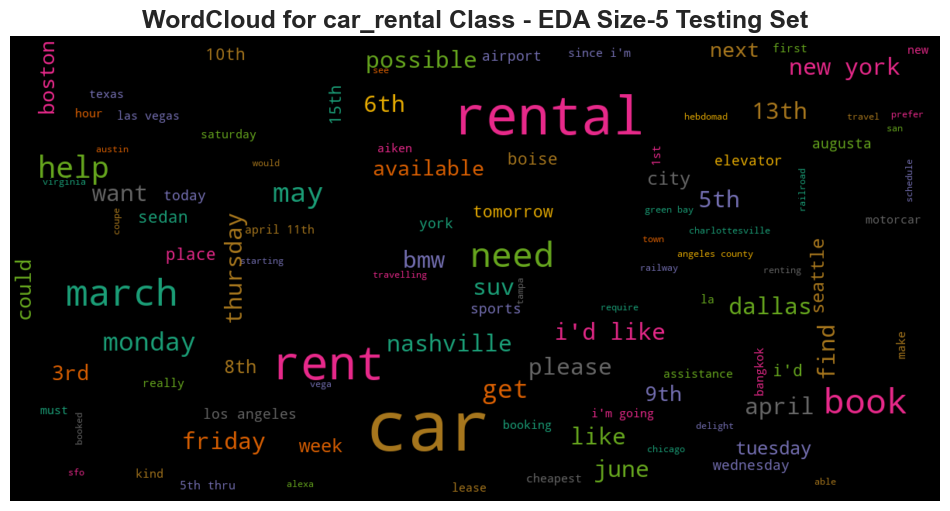 WordCloud for car_rental Class - EDA Size-5 Testing Set
boston
10th
possible
airport
since i'm
next
first
new
new york
see
texas
hour
las vegas
15th
6th
rental
hebdomad
13th
travel
prefer
san
saturday
austin
aiken
1st
elevator
augusta
help
virginia
would
available
boise
city
railroad
schedule
want
today
may
5th
coupe
sedan
april 11th
york
tomorrow
green bay
charlottesville
motorcar
thursday
place
starting
bmw
need
town
angeles county
railway
renting
seattle
could
march
travelling
suv
tampa
sports
require
la
dallas
monday
nashville
i'd like
find
make
3rd
8th
rent
please
bangkok
i'd
really
vega
get
9th
assistance
april
book
must
booked
los angeles
car
booking
i'm going
delight
friday
week
like
chicago
tuesday
wednesday
sfo
kind
5th thru
alexa
lease
cheapest
june
able